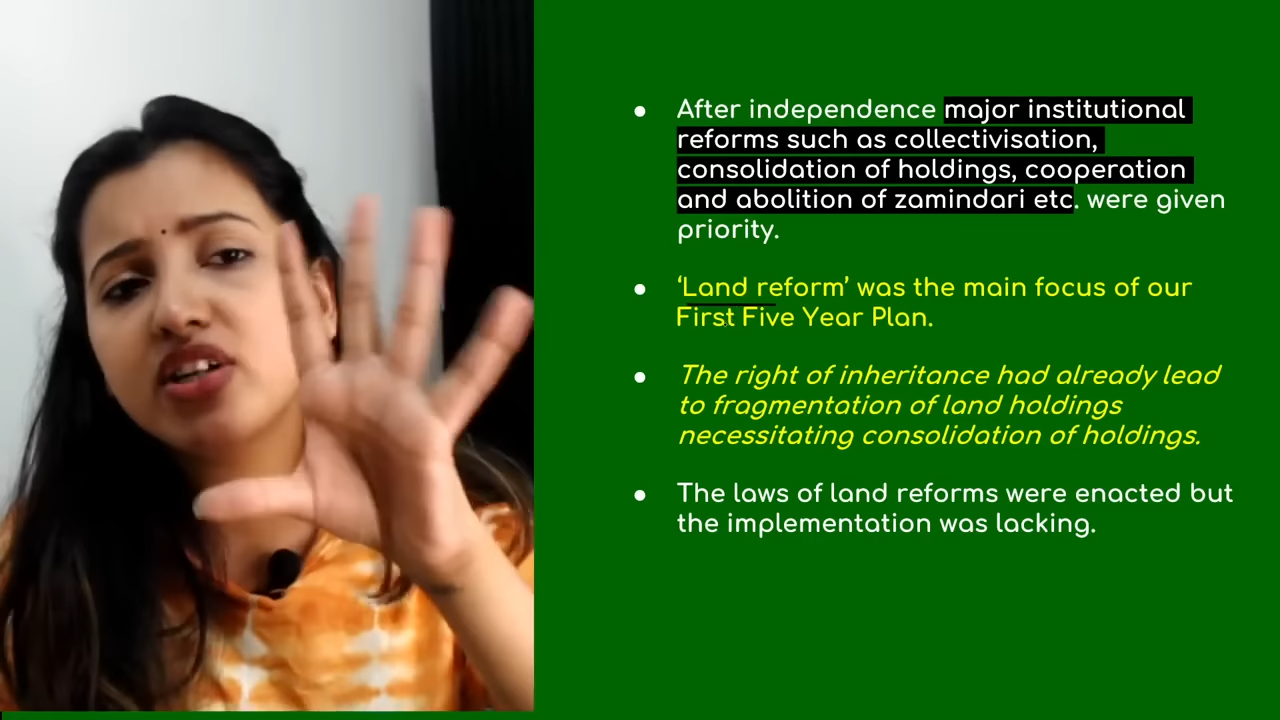 ● After independence major institutional
reforms such as collectivisation,
consolidation of holdings, cooperation
and abolition of zamindari etc. were given
priority.
● ‘Land reform’ was the main focus of our
First Five Year Plan.
● The right of inheritance had already lead
to fragmentation of land holdings
necessitating consolidation of holdings.
● The laws of land reforms were enacted but
the implementation was lacking.